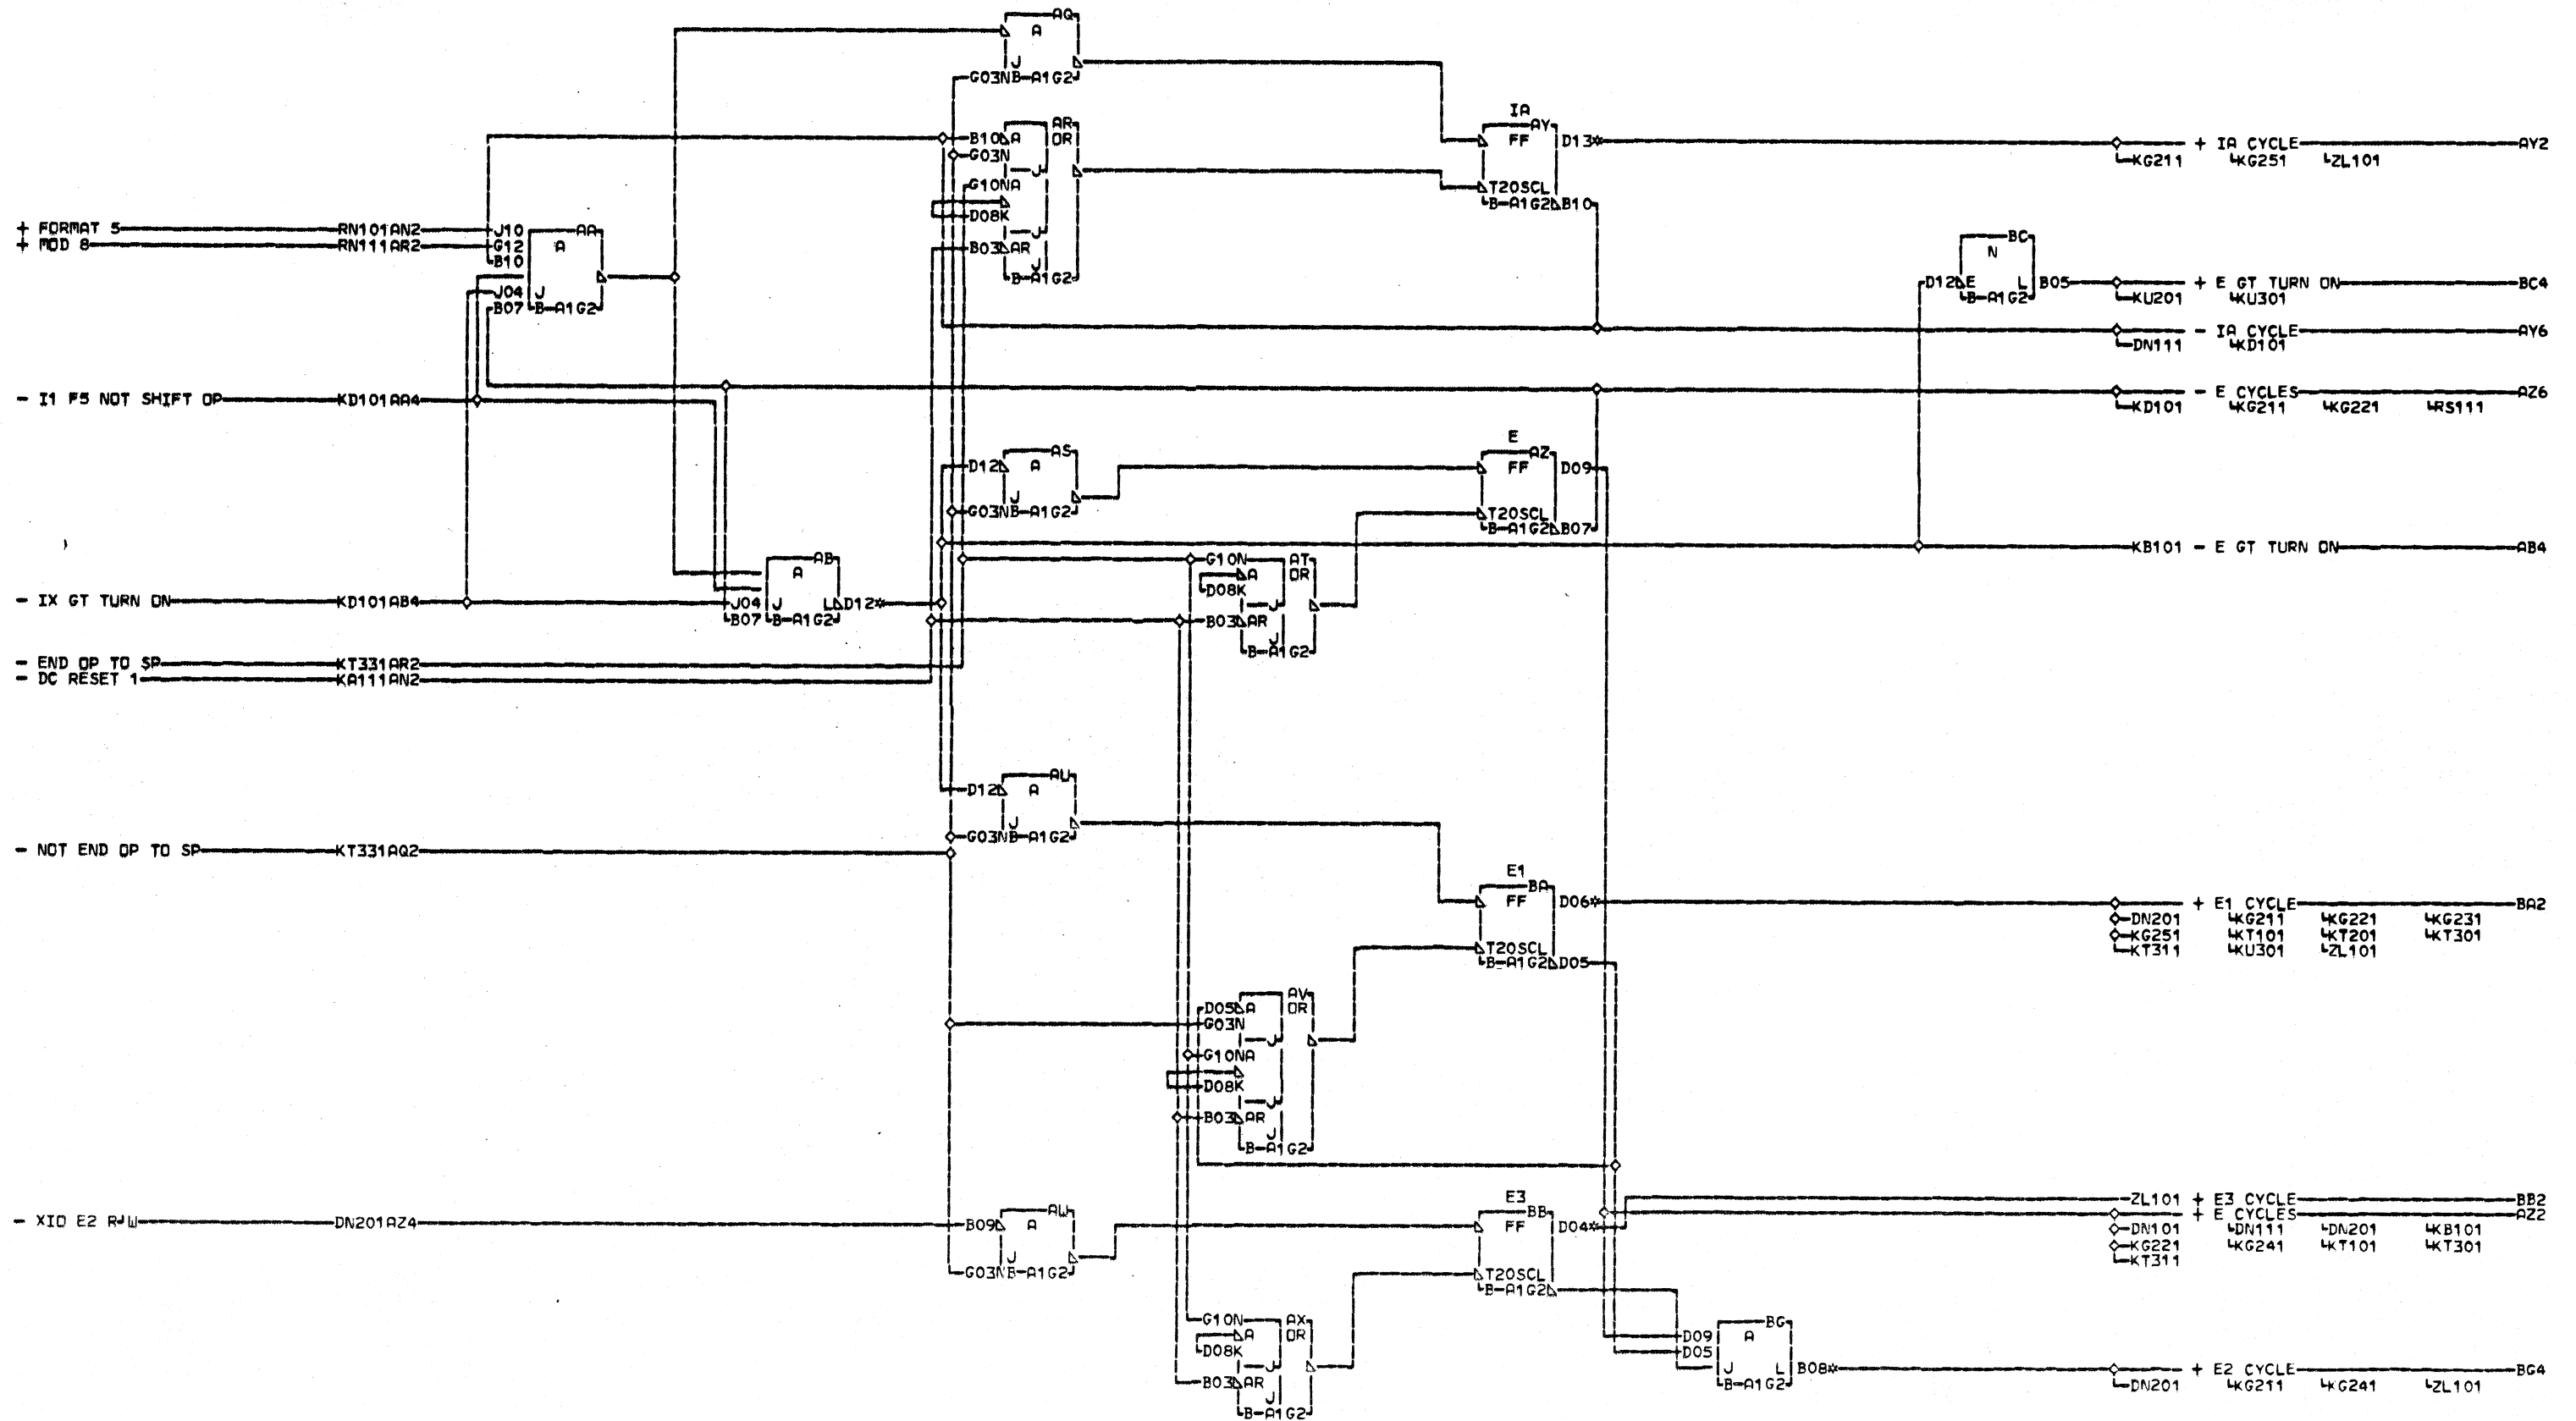 AQ
A
J
G03NB-A1G2
IA
AR
AY
B10 A OR
FF D13*
+ IA CYCLE AY2
G03N
KG211 KG251 ZL101
J
G10NA
T20SCL
D08K
B-A1G2 B10
+ FORMAT 5 RN101AN2 J10 AA
+ MOD 8 RN111AR2 G12 A
J
B03 AR
BC
N
B10
J
B-A1G2
D12 E L B05 + E GT TURN ON BC4
J04 J
B-A1G2
KU201 KU301
B07 B-A1G2
- IA CYCLE AY6
DN111 KD101
- I1 F5 NOT SHIFT OP KD101AA4
- E CYCLES AZ6
KD101 KG211 KG221 RS111
E
AS AZ
D12 A FF D09
J
G03NB-A1G2
T20SCL
B-A1G2 B07
KB101 - E GT TURN ON AB4
AB G10N AT
A
A OR
D08K
- IX GT TURN ON KD101AB4 J04 J L D12* J
B07 B-A1G2 B03 AR
J
B-A1G2
- END OP TO SP KT331AR2
- DC RESET 1 KA111AN2
AU
D12 A
J
G03NB-A1G2
- NOT END OP TO SP KT331AQ2
E1
BA
FF D06* + E1 CYCLE BA2
DN201 KG211 KG221 KG231
KG251 KT101 KT201 KT301
T20SCL
KT311 KU301 ZL101
B-A1G2 D05
AV
D05 A OR
G03N
J
G10NA
D08K
J
B03 AR
J
B-A1G2
E3
ZL101 + E3 CYCLE BB2
AW BB
+ E CYCLES AZ2
- XIO E2 R/W DN201AZ4 B09 A FF D04*
DN101 DN111 DN201 KB101
KG221 KG241 KT101 KT301
J
KT311
G03NB-A1G2
T20SCL
B-A1G2
G10N AX BG
A OR D09 A
D08K D05
J J L B08* + E2 CYCLE BG4
B03 AR B-A1G2
DN201 KG211 KG241 ZL101
J
B-A1G2